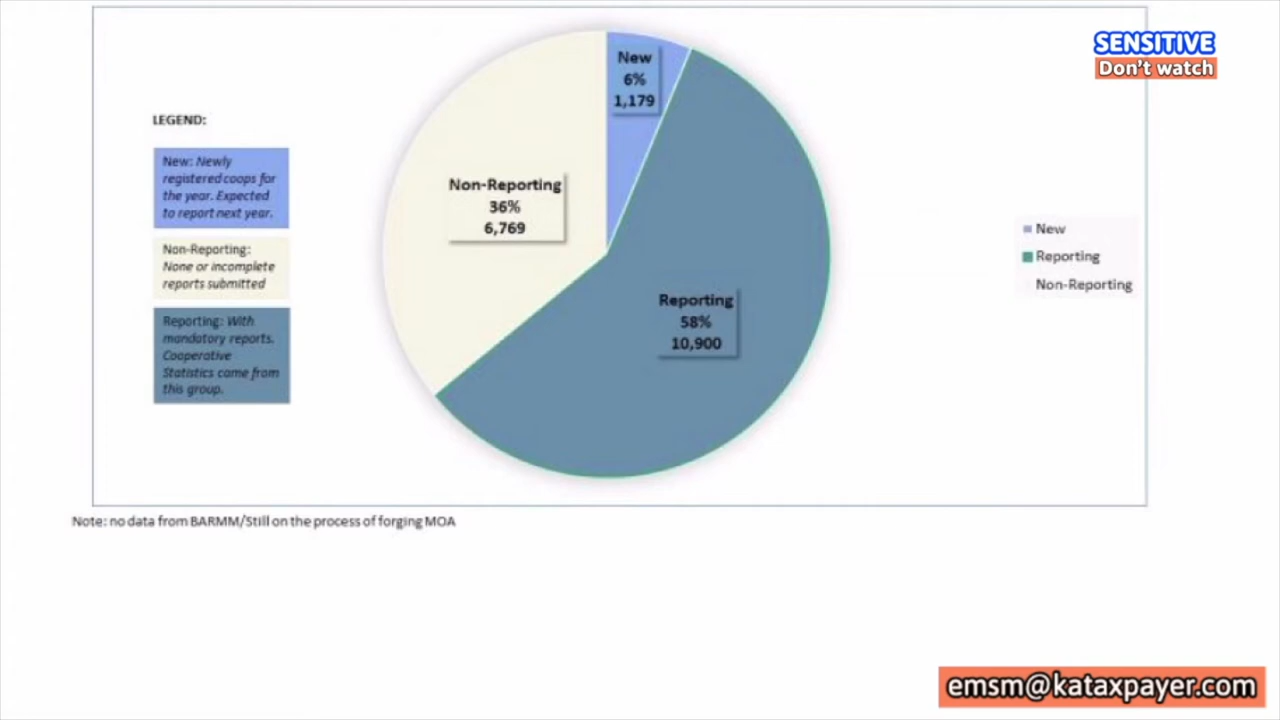 SENSITIVE
Don't watch
New
6%
1,179
LEGEND:
New: Newly
registered coops for
the year. Expected
to report next year.
Non-Reporting
36%
6,769
New
Non-Reporting:
None or incomplete
reports submitted
Reporting
Non-Reporting
Reporting
58%
10,900
Reporting: With
mandatory reports.
Cooperative
Statistics came from
this group.
Note: no data from BARMM/Still on the process of forging MOA
emsm@kataxpayer.com